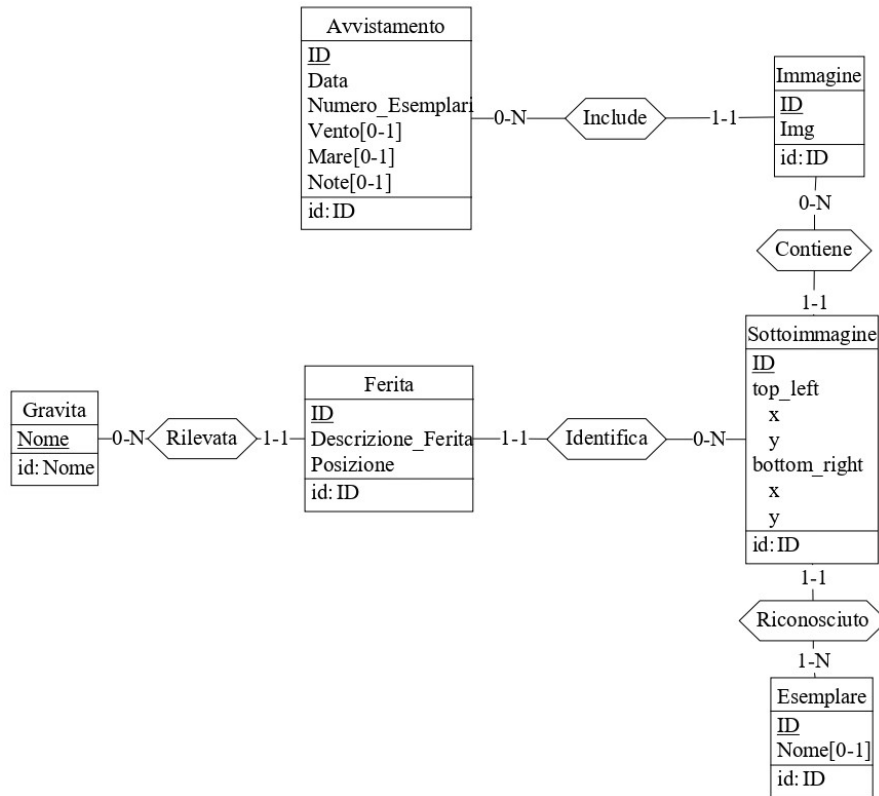 Avvistamento
ID
Data
Numero_Esemplari
Vento[0-1]
Mare[0-1]
Note[0-1]
id: ID
0-N
Include
1-1
Immagine
ID
Img
id: ID
0-N
Contiene
1-1
Sottoimmagine
ID
top_left
x
y
bottom_right
x
y
id: ID
Gravita
Nome
id: Nome
0-N
Rilevata
1-1
Ferita
ID
Descrizione_Ferita
Posizione
id: ID
1-1
Identifica
0-N
1-1
Riconosciuto
1-N
Esemplare
ID
Nome[0-1]
id: ID